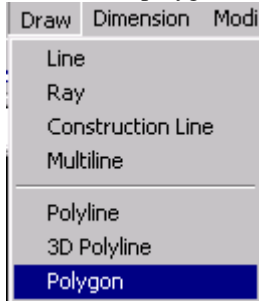 Draw Dimension Modi
Line
Ray
Construction Line
Multiline
Polyline
3D Polyline
Polygon